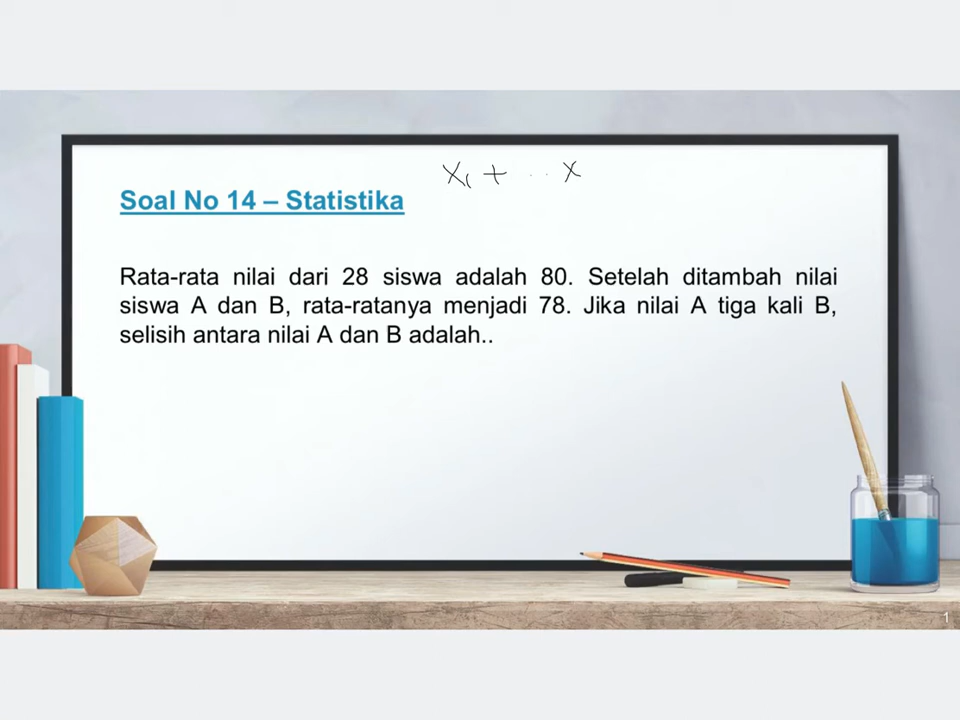 x₁ + .. x
Soal No 14 – Statistika
Rata-rata nilai dari 28 siswa adalah 80. Setelah ditambah nilai
siswa A dan B, rata-ratanya menjadi 78. Jika nilai A tiga kali B,
selisih antara nilai A dan B adalah..
1